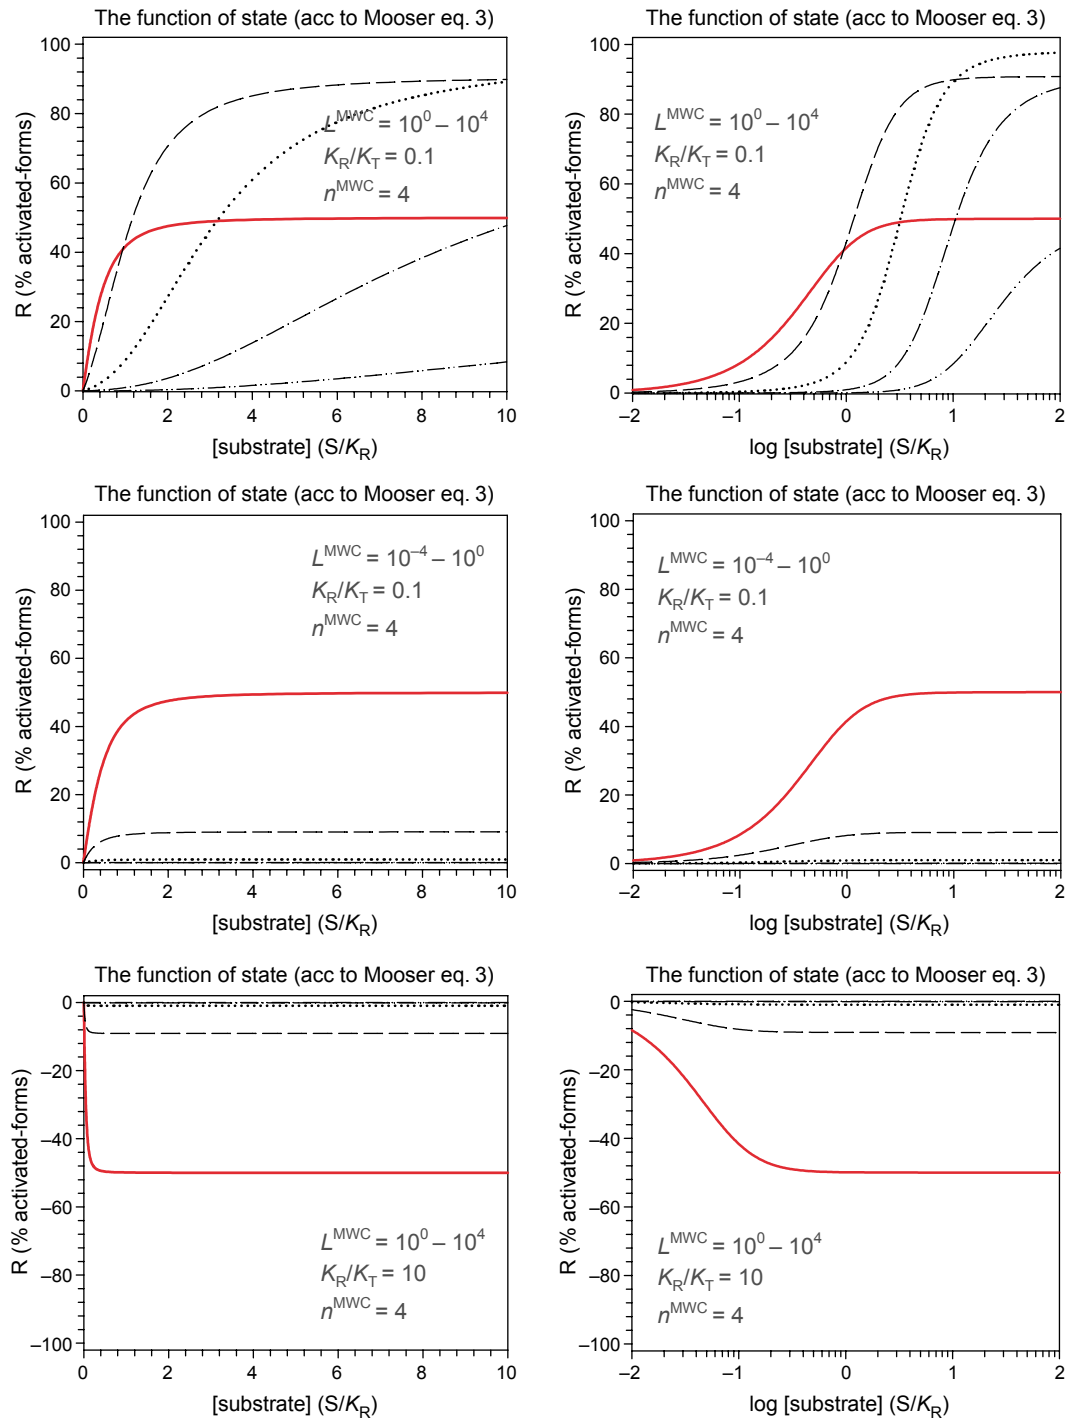 The function of state (acc to Mooser eq. 3)
100
80
60
40
20
0
R (% activated-forms)
L^MWC = 10^0 – 10^4
K_R/K_T = 0.1
n^MWC = 4
0 2 4 6 8 10
[substrate] (S/K_R)
The function of state (acc to Mooser eq. 3)
100
80
60
40
20
0
R (% activated-forms)
L^MWC = 10^0 – 10^4
K_R/K_T = 0.1
n^MWC = 4
–2 –1 0 1 2
log [substrate] (S/K_R)
The function of state (acc to Mooser eq. 3)
100
80
60
40
20
0
R (% activated-forms)
L^MWC = 10^–4 – 10^0
K_R/K_T = 0.1
n^MWC = 4
0 2 4 6 8 10
[substrate] (S/K_R)
The function of state (acc to Mooser eq. 3)
100
80
60
40
20
0
R (% activated-forms)
L^MWC = 10^–4 – 10^0
K_R/K_T = 0.1
n^MWC = 4
–2 –1 0 1 2
log [substrate] (S/K_R)
The function of state (acc to Mooser eq. 3)
0
–20
–40
–60
–80
–100
R (% activated-forms)
L^MWC = 10^0 – 10^4
K_R/K_T = 10
n^MWC = 4
0 2 4 6 8 10
[substrate] (S/K_R)
The function of state (acc to Mooser eq. 3)
0
–20
–40
–60
–80
–100
R (% activated-forms)
L^MWC = 10^0 – 10^4
K_R/K_T = 10
n^MWC = 4
–2 –1 0 1 2
log [substrate] (S/K_R)